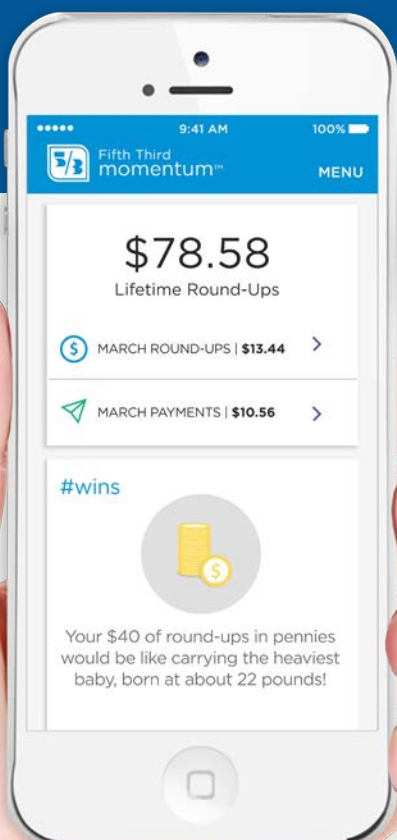 9:41 AM
100%
5/3
Fifth Third
momentum™
MENU
$78.58
Lifetime Round-Ups
$
MARCH ROUND-UPS | $13.44
MARCH PAYMENTS | $10.56
#wins
$
Your $40 of round-ups in pennies
would be like carrying the heaviest
baby, born at about 22 pounds!